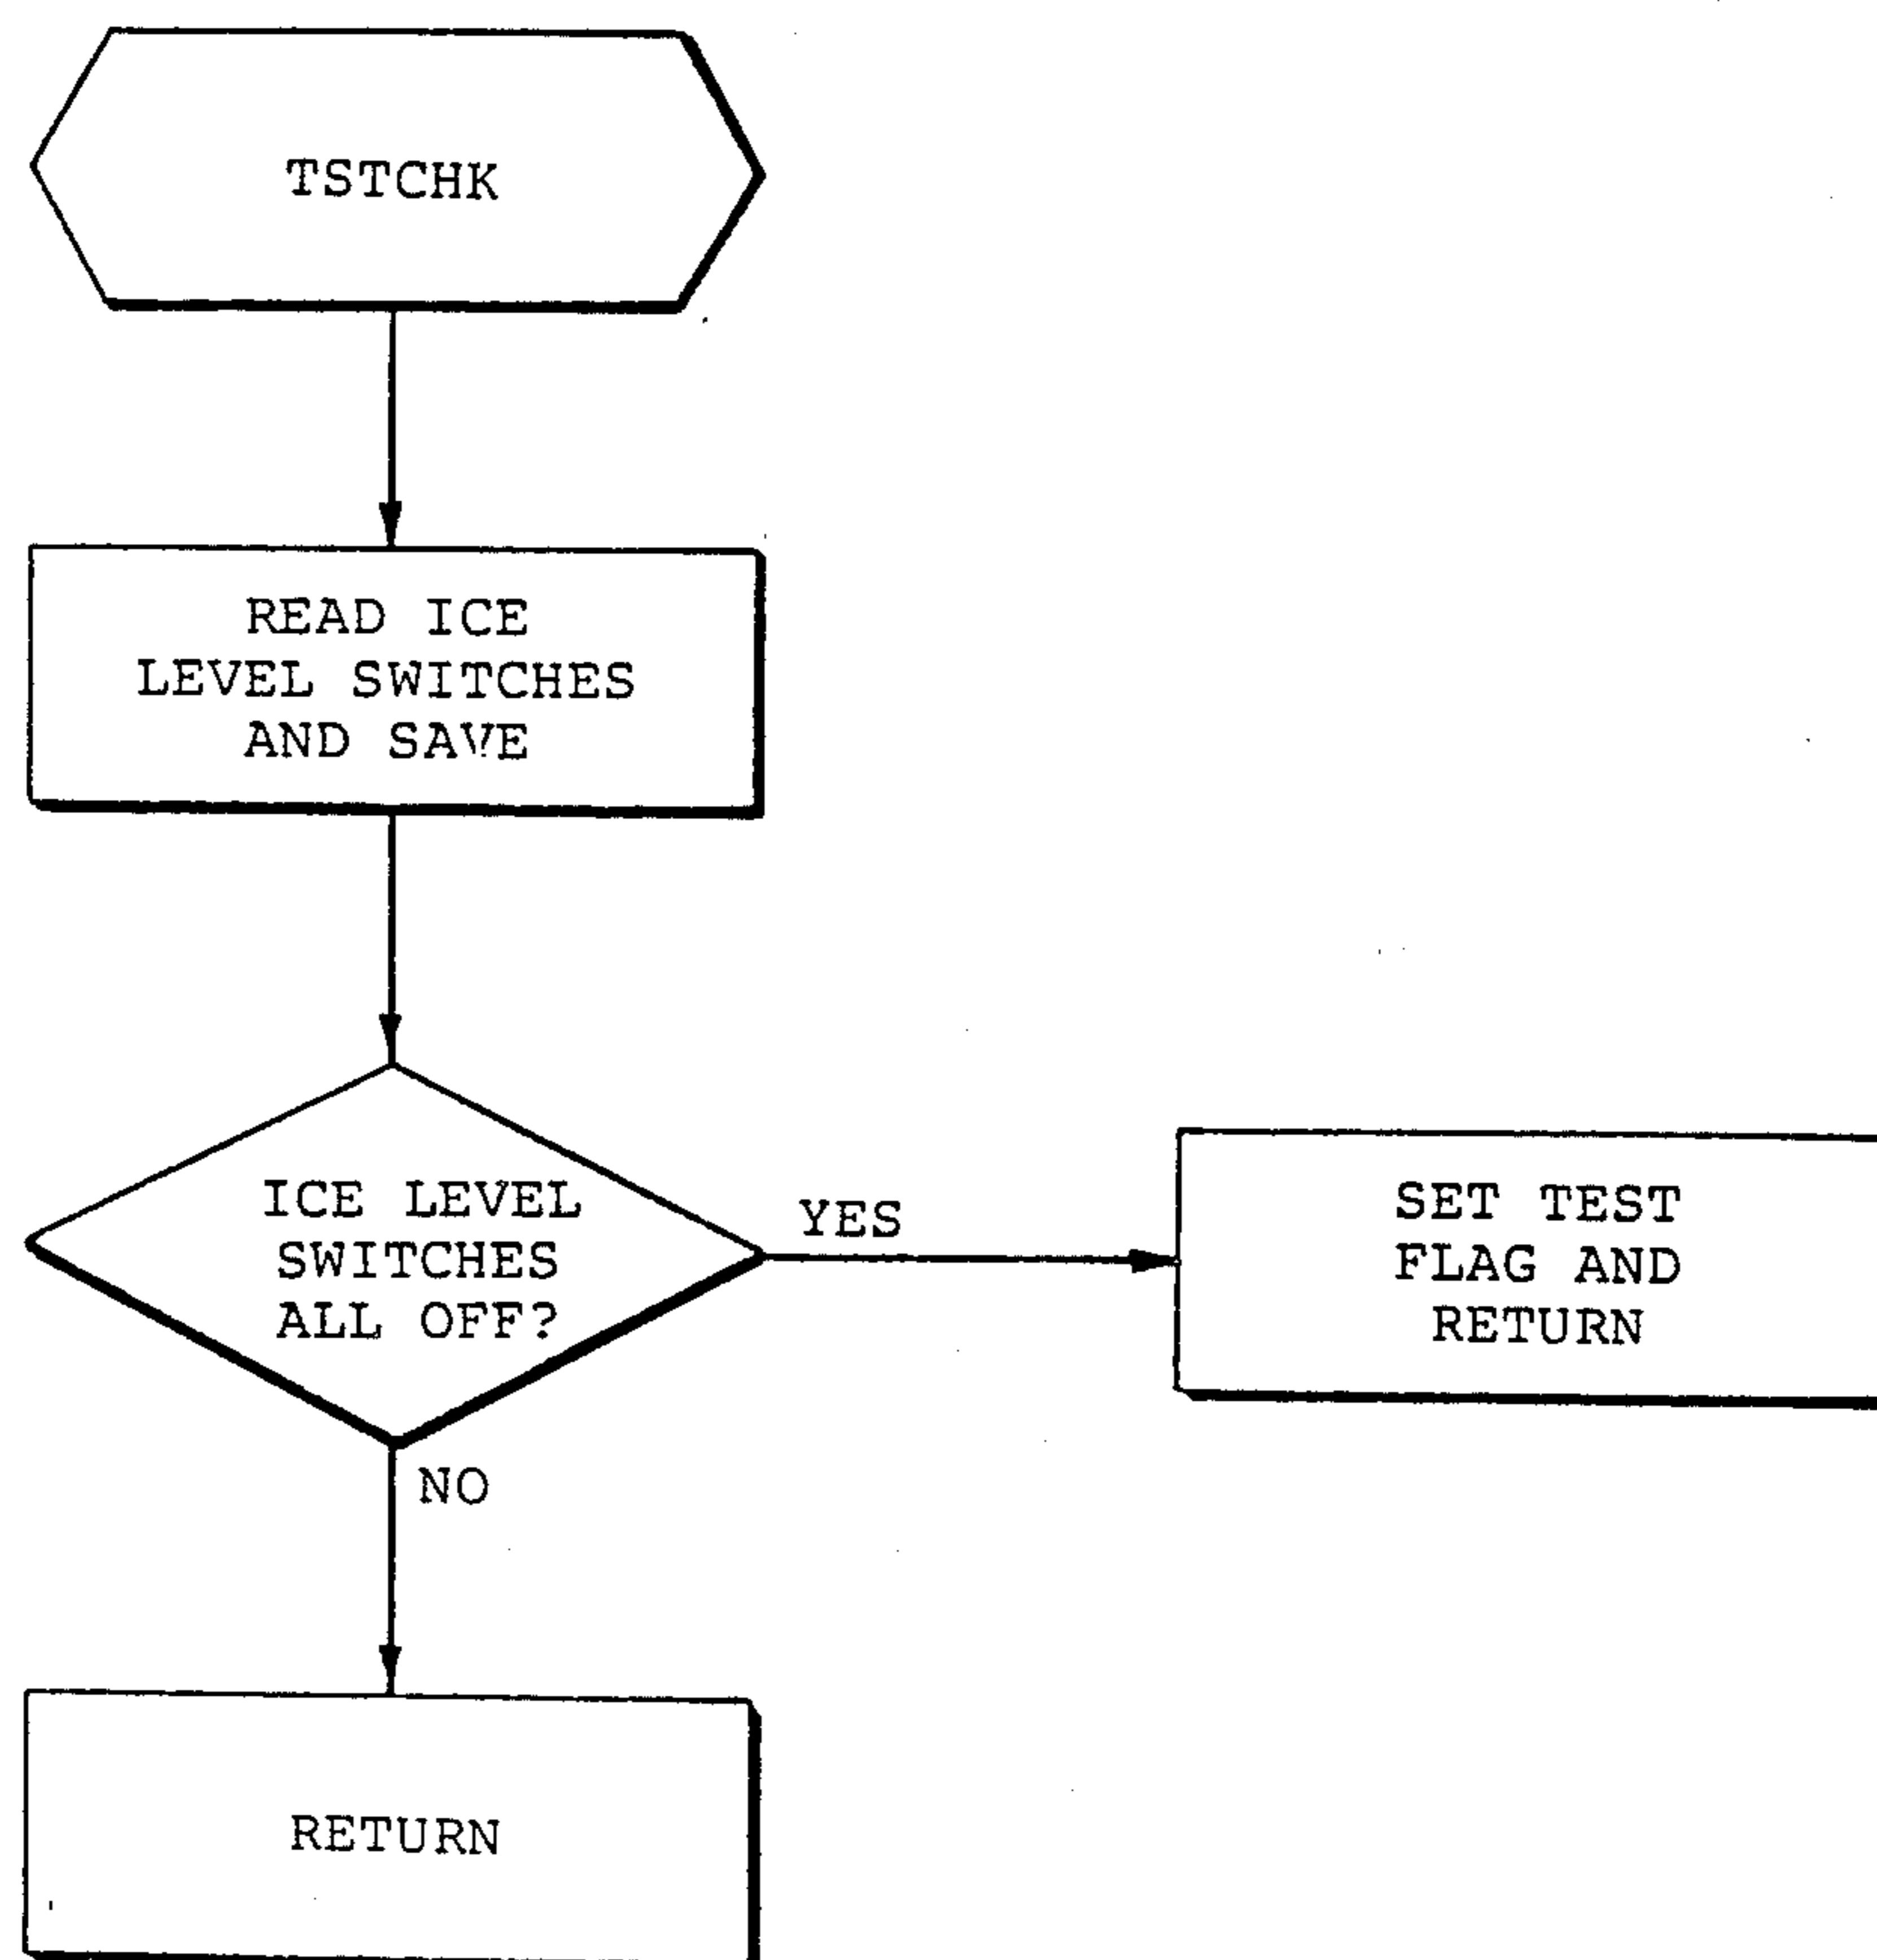 TSTCHK
READ ICE
LEVEL SWITCHES
AND SAVE
ICE LEVEL
SWITCHES
ALL OFF?
YES
SET TEST
FLAG AND
RETURN
NO
RETURN